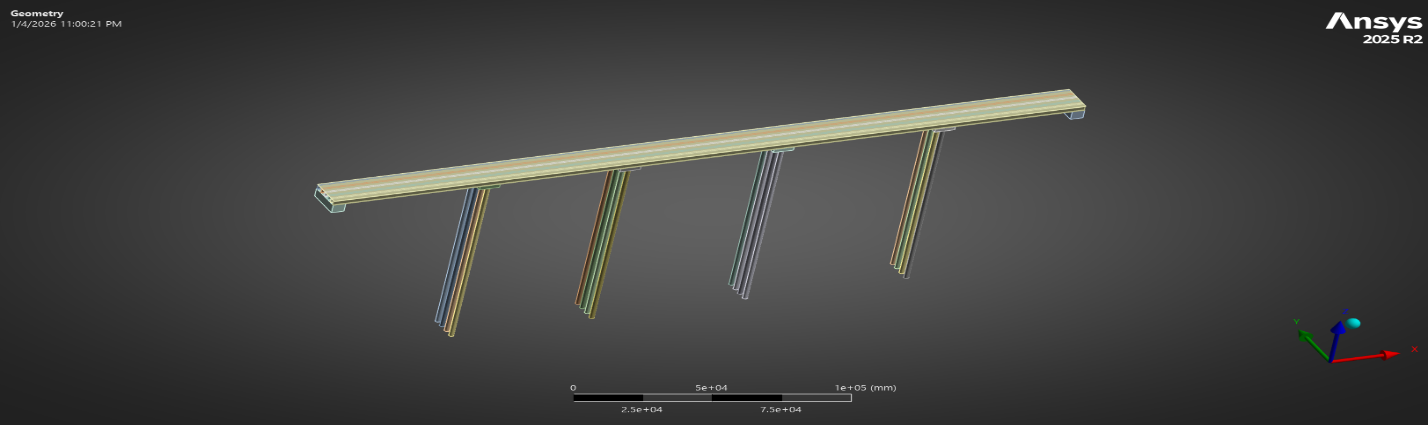 Geometry
1/4/2026 11:00:21 PM
Ansys
2025 R2
Y
X
0
5e+04
1e+05 (mm)
2.5e+04
7.5e+04